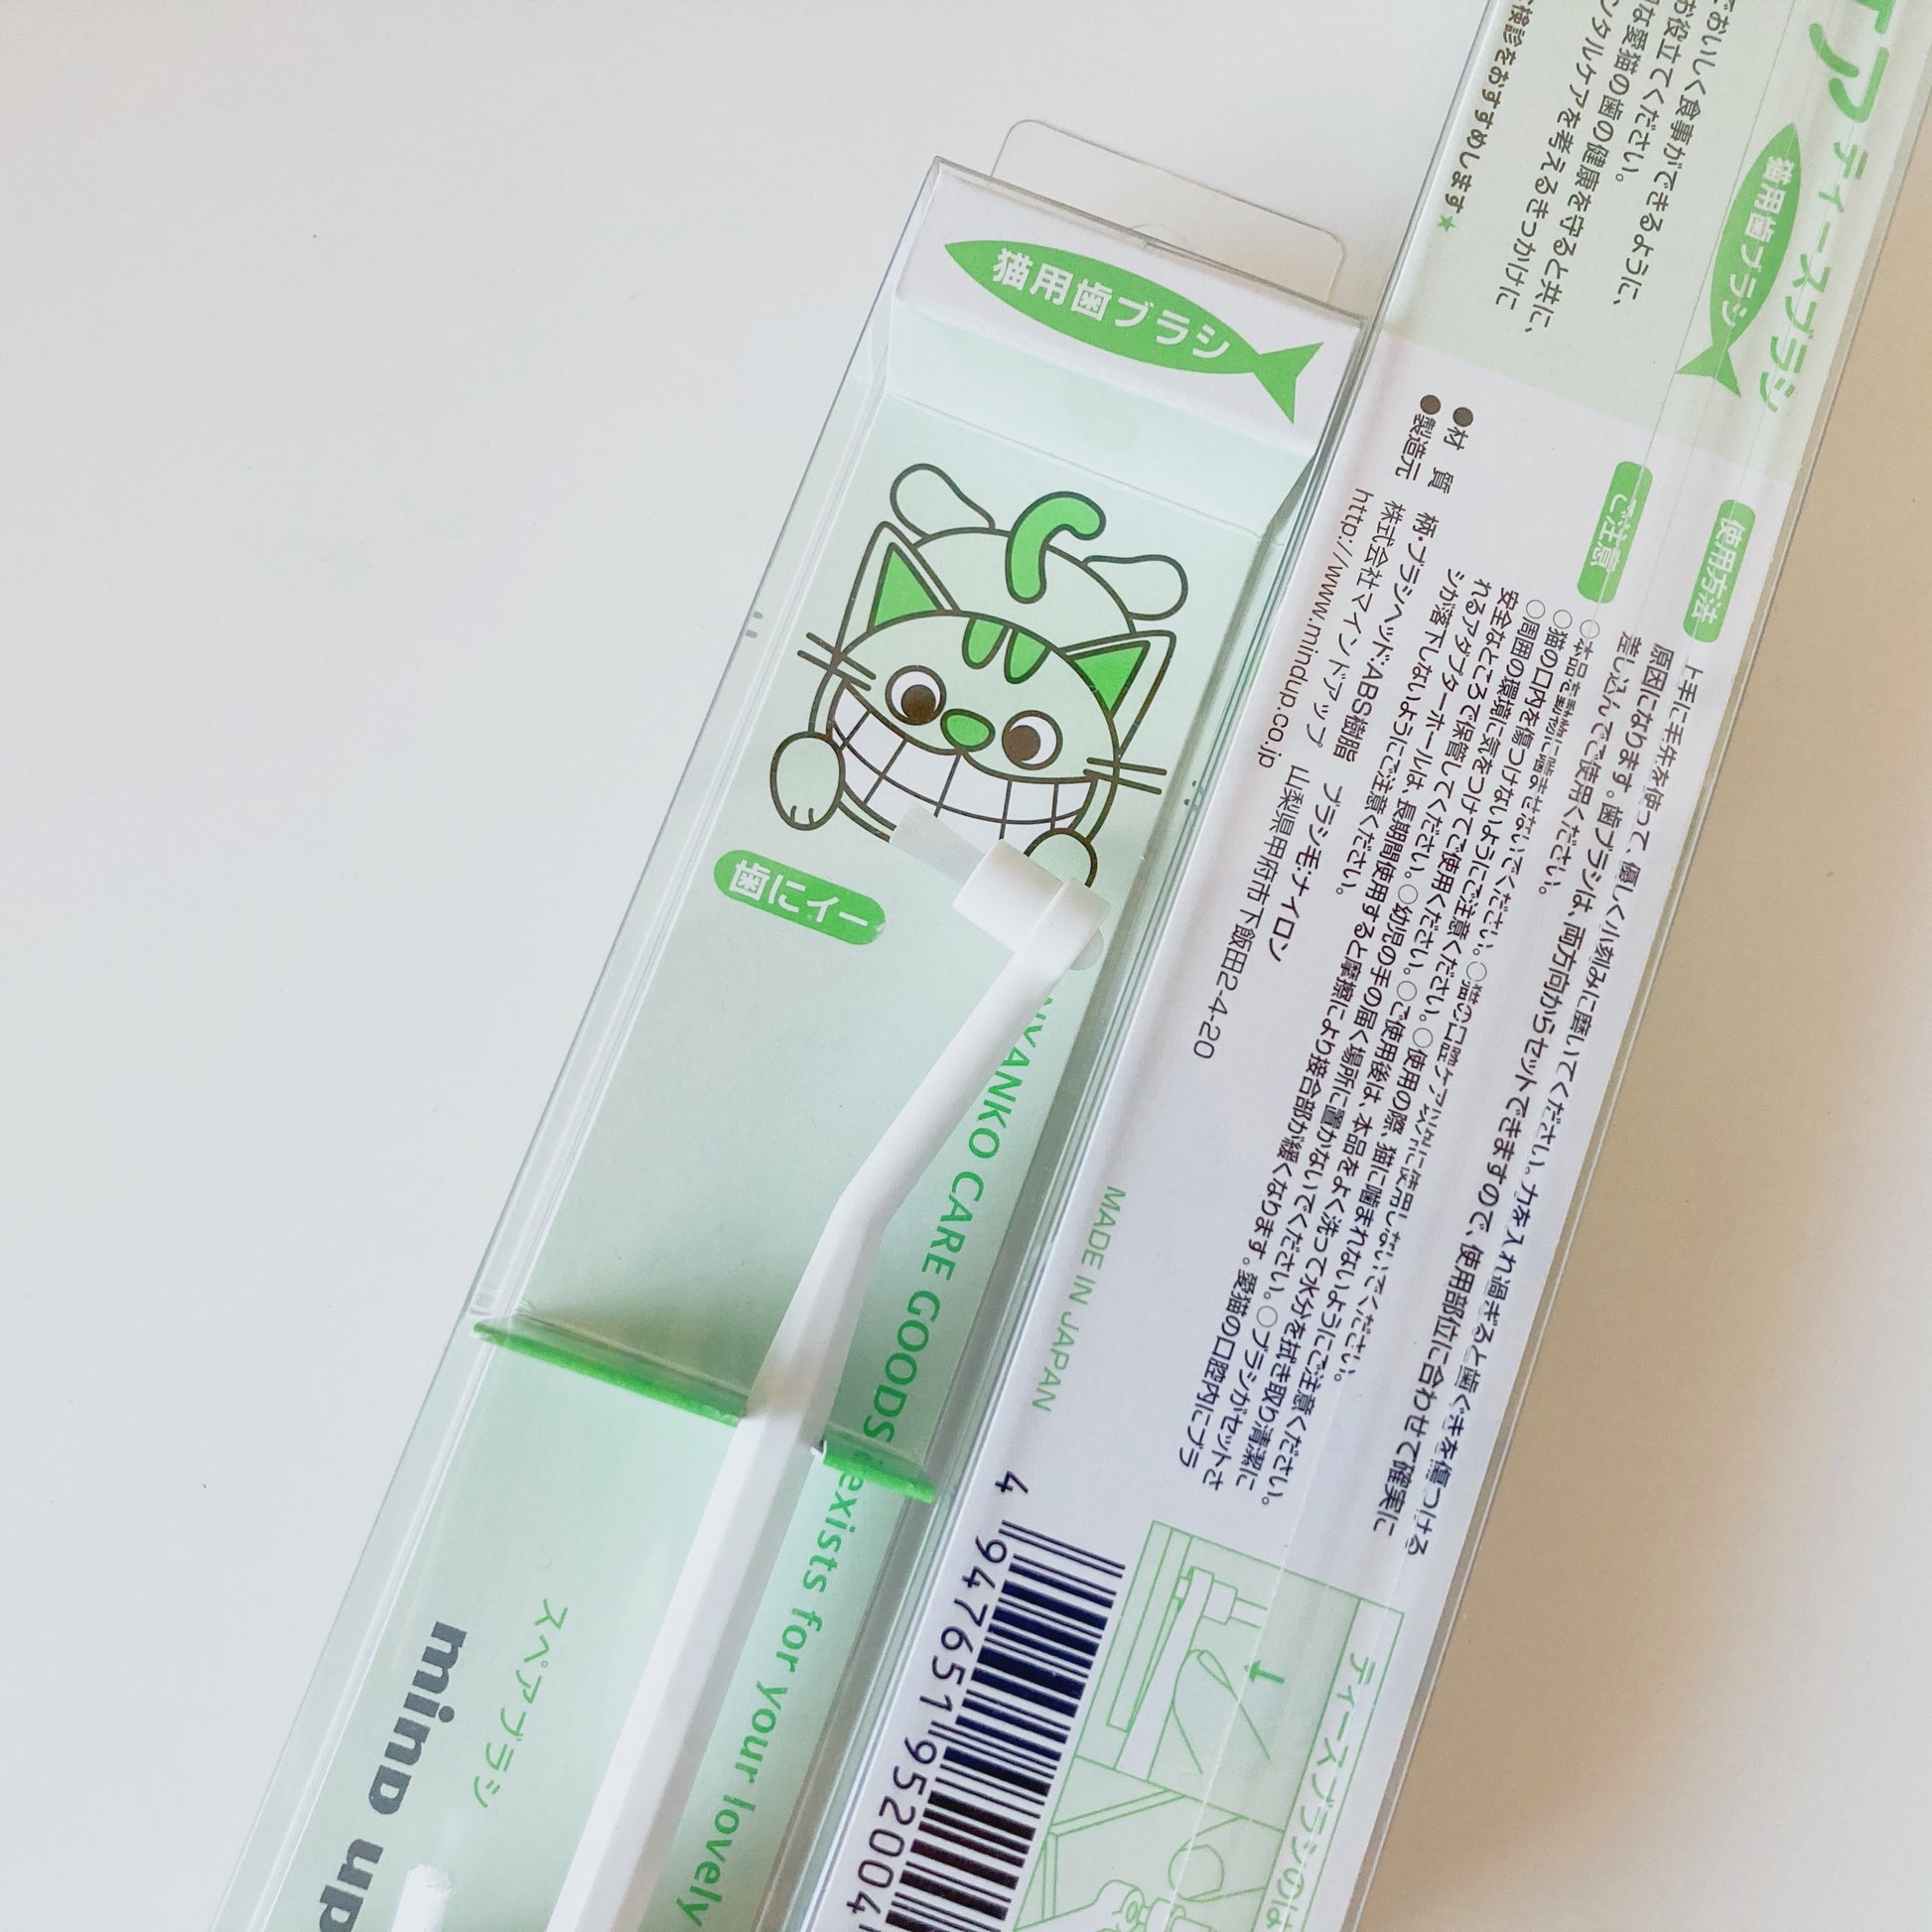 猫用歯ブラシ
歯にイー
NYANKO CARE GOODS
exists for your lovely
スペアブラシ
mind up
ティースブラシ
猫用歯ブラシ
でおいしく食事ができるように、
お役立てください。
な愛猫の歯の健康を守ると共に、
ンタルケアを考えるきっかけに
検診をおすすめします★
使用方法
上手に手先を使って、優しく小刻みに磨いてください。力を入れ過ぎると歯ぐきを傷つける
原因になります。歯ブラシは、両方向からセットできますので、使用部位に合わせて確実に
差し込んでご使用ください。
ご注意
○本品を動物に噛ませないでください。○猫の口腔ケア以外に使用しないでください。
○猫の口内を傷つけないようにご注意ください。○使用の際、猫に噛まれないようにご注意ください。
○周囲の環境に気をつけてご使用ください。○ご使用後は、本品をよく洗って水分を拭き取り清潔に
安全なところで保管してください。○幼児の手の届く場所に置かないでください。○ブラシがセットさ
れるアダプターホールは、長期間使用すると摩擦により接合部が緩くなります。愛猫の口腔内にブラ
シが落下しないようにご注意ください。
●材 質 柄・ブラシヘッド:ABS樹脂 ブラシ毛:ナイロン
●製造元 株式会社マインドアップ 山梨県甲府市下飯田2-4-20
http://www.mindup.co.jp
MADE IN JAPAN
4 947651 952004
ティースブラシのは